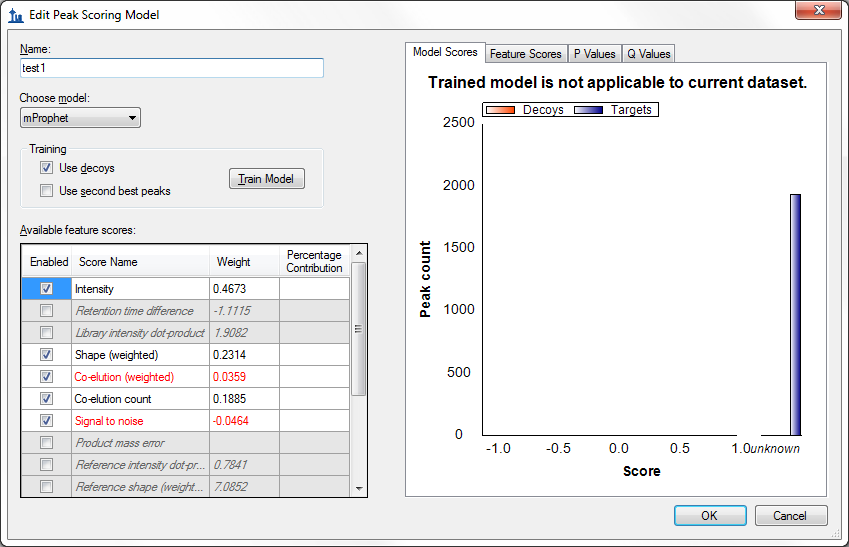 Edit Peak Scoring Model
Name:
test1
Choose model:
mProphet
Training
Use decoys
Use second best peaks
Train Model
Available feature scores:
Enabled Score Name Weight Percentage Contribution
Intensity 0.4673
Retention time difference -1.1115
Library intensity dot-product 1.9082
Shape (weighted) 0.2314
Co-elution (weighted) 0.0359
Co-elution count 0.1885
Signal to noise -0.0464
Product mass error
Reference intensity dot-pr... 0.7841
Reference shape (weight... 7.0852
Model Scores Feature Scores P Values Q Values
Trained model is not applicable to current dataset.
Decoys Targets
2500
2000
1500
1000
500
0
Peak count
-1.0 -0.5 0.0 0.5 1.0 unknown
Score
OK Cancel